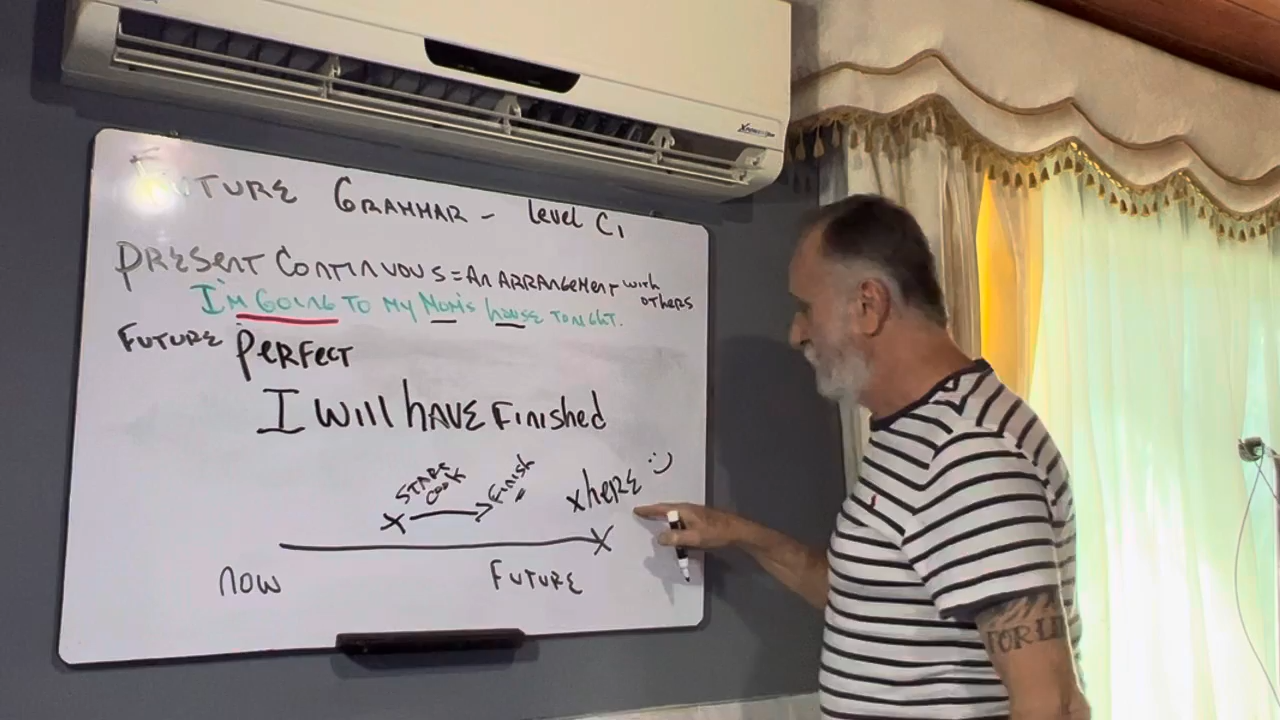 FUTURE GRAMMAR - Level C1
PRESENT CONTINUOUS = AN ARRANGEMENT with
OTHERS
I'M GOING TO MY MOM'S house TONIGHT.
FUTURE PERFECT
I WILL HAVE FINISHED
START FINISH
COOK
x HERE :)
X X
NOW FUTURE
FOR